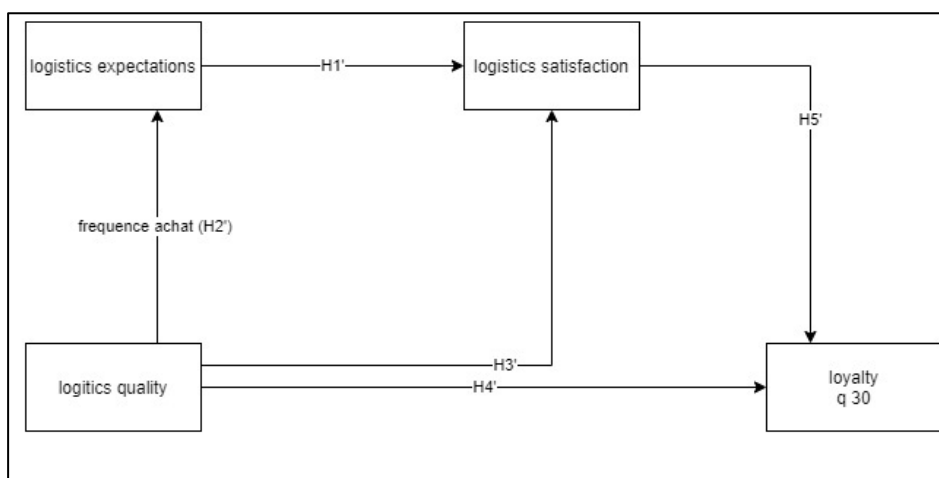 logistics expectations
H1'
logistics satisfaction
H5'
frequence achat (H2')
logitics quality
H3'
H4'
loyalty
q 30